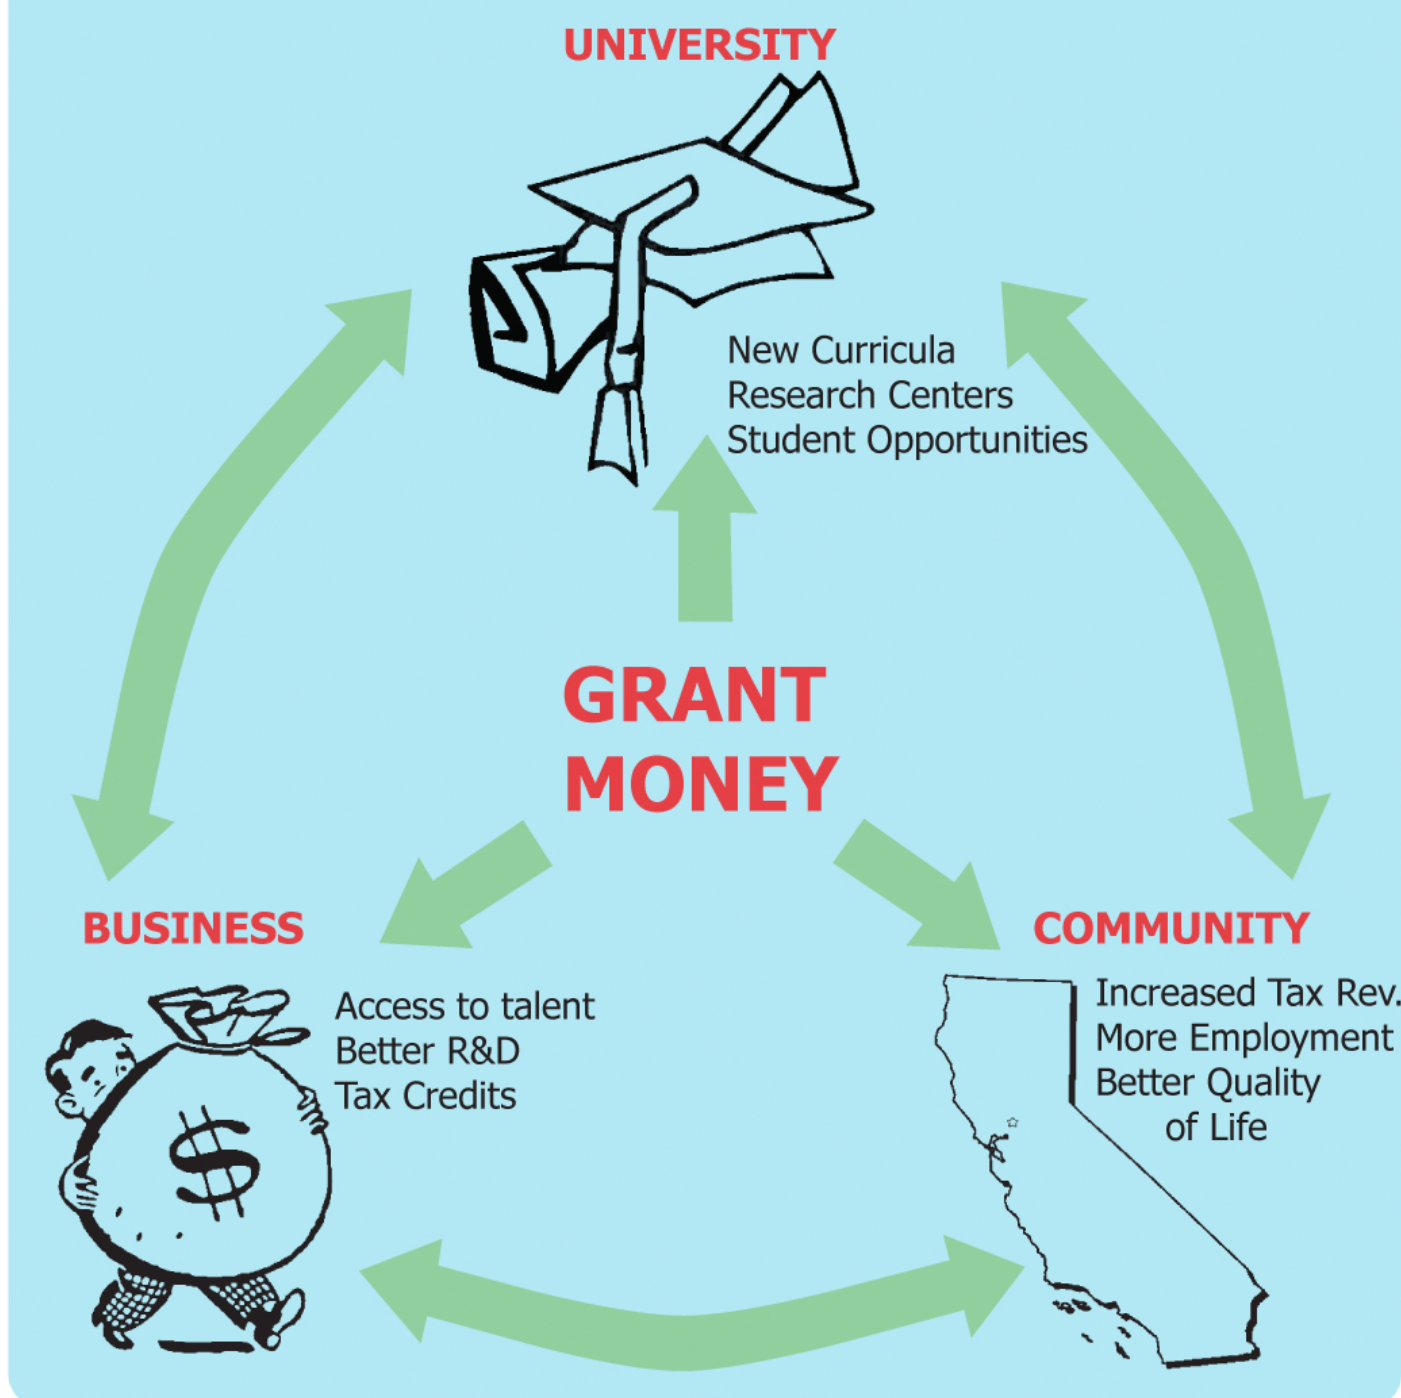 UNIVERSITY
New Curricula
Research Centers
Student Opportunities
GRANT
MONEY
BUSINESS
Access to talent
Better R&D
Tax Credits
$
COMMUNITY
Increased Tax Rev.
More Employment
Better Quality
of Life